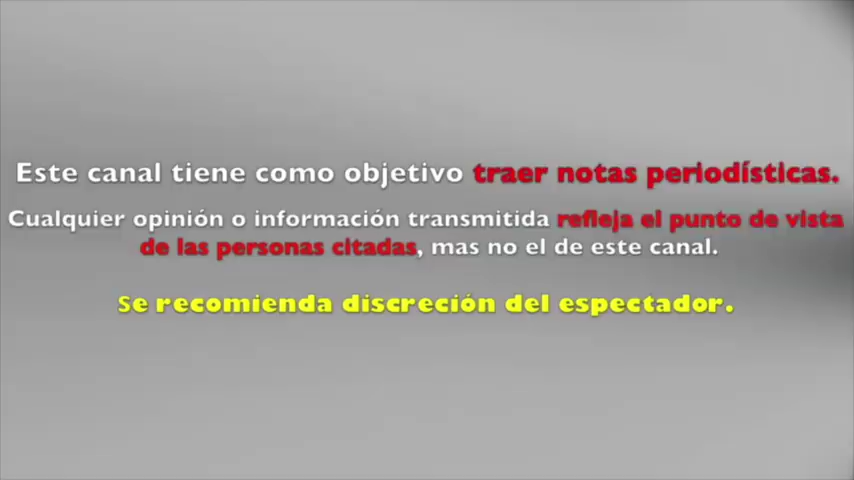 Este canal tiene como objetivo traer notas periodísticas.
Cualquier opinión o información transmitida refleja el punto de vista
de las personas citadas, mas no el de este canal.
Se recomienda discreción del espectador.